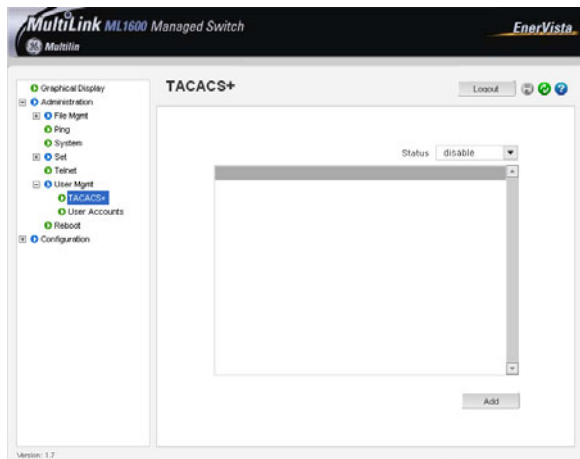 MultiLink ML1600 Managed Switch
EnerVista
Multilin
Graphical Display
Administration
File Mgmt
Ping
System
Set
Telnet
User Mgmt
TACACS+
User Accounts
Reboot
Configuration
TACACS+
Logout
Status disable
Add
Version: 1.7